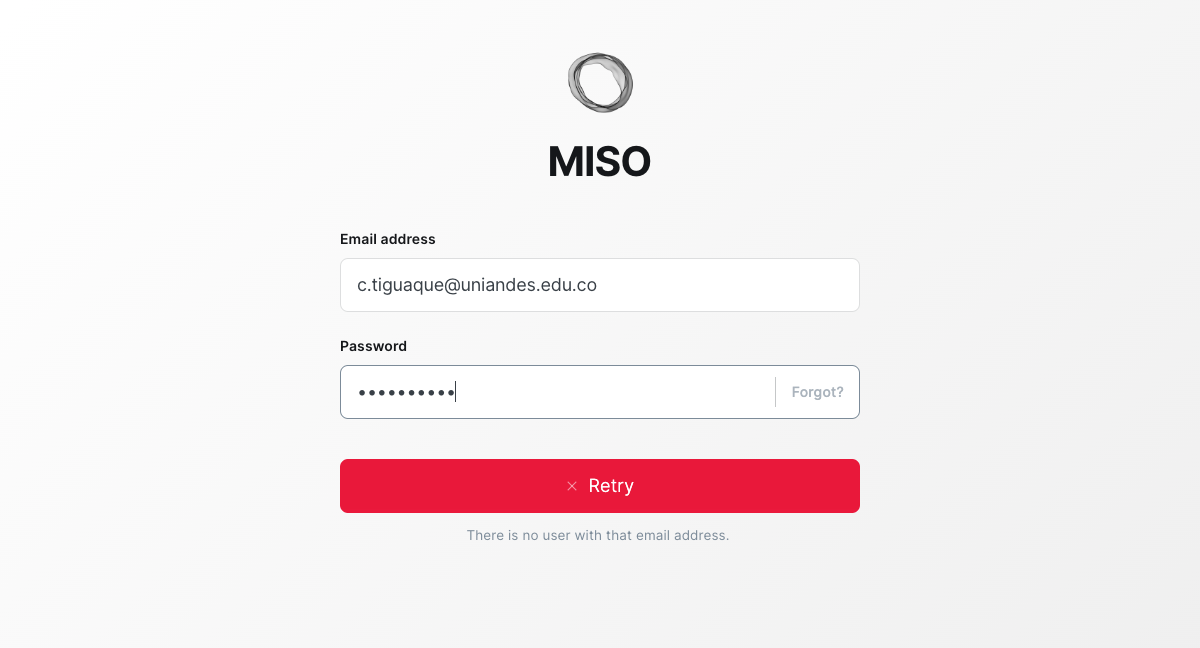 MISO
Email address
c.tiguaque@uniandes.edu.co
Password
••••••••••
Forgot?
× Retry
There is no user with that email address.